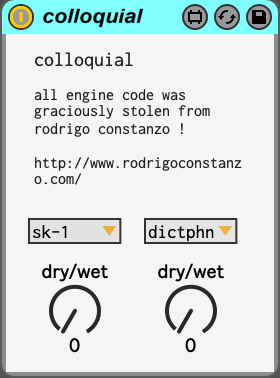 colloquial
colloquial
all engine code was
graciously stolen from
rodrigo constanzo !
http://www.rodrigoconstanz
o.com/
sk-1 dictphn
dry/wet dry/wet
0 0